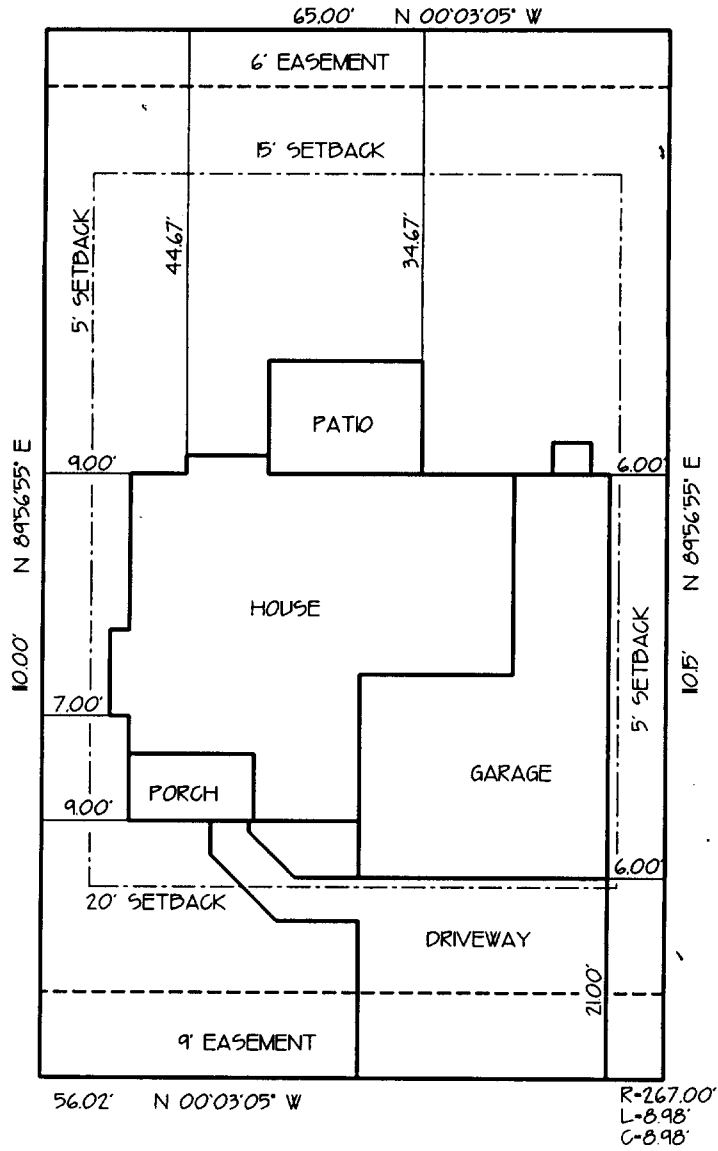 65.00' N 00°03'05" W
6' EASEMENT
15' SETBACK
5' SETBACK
44.67'
34.67'
PATIO
9.00'
6.00'
N 89°56'55" E
110.00'
N 89°56'55" E
110.15'
HOUSE
5' SETBACK
7.00'
GARAGE
PORCH
9.00'
6.00'
20' SETBACK
DRIVEWAY
21.00'
9' EASEMENT
56.02' N 00°03'05" W
R=267.00'
L=8.98'
C=8.98'